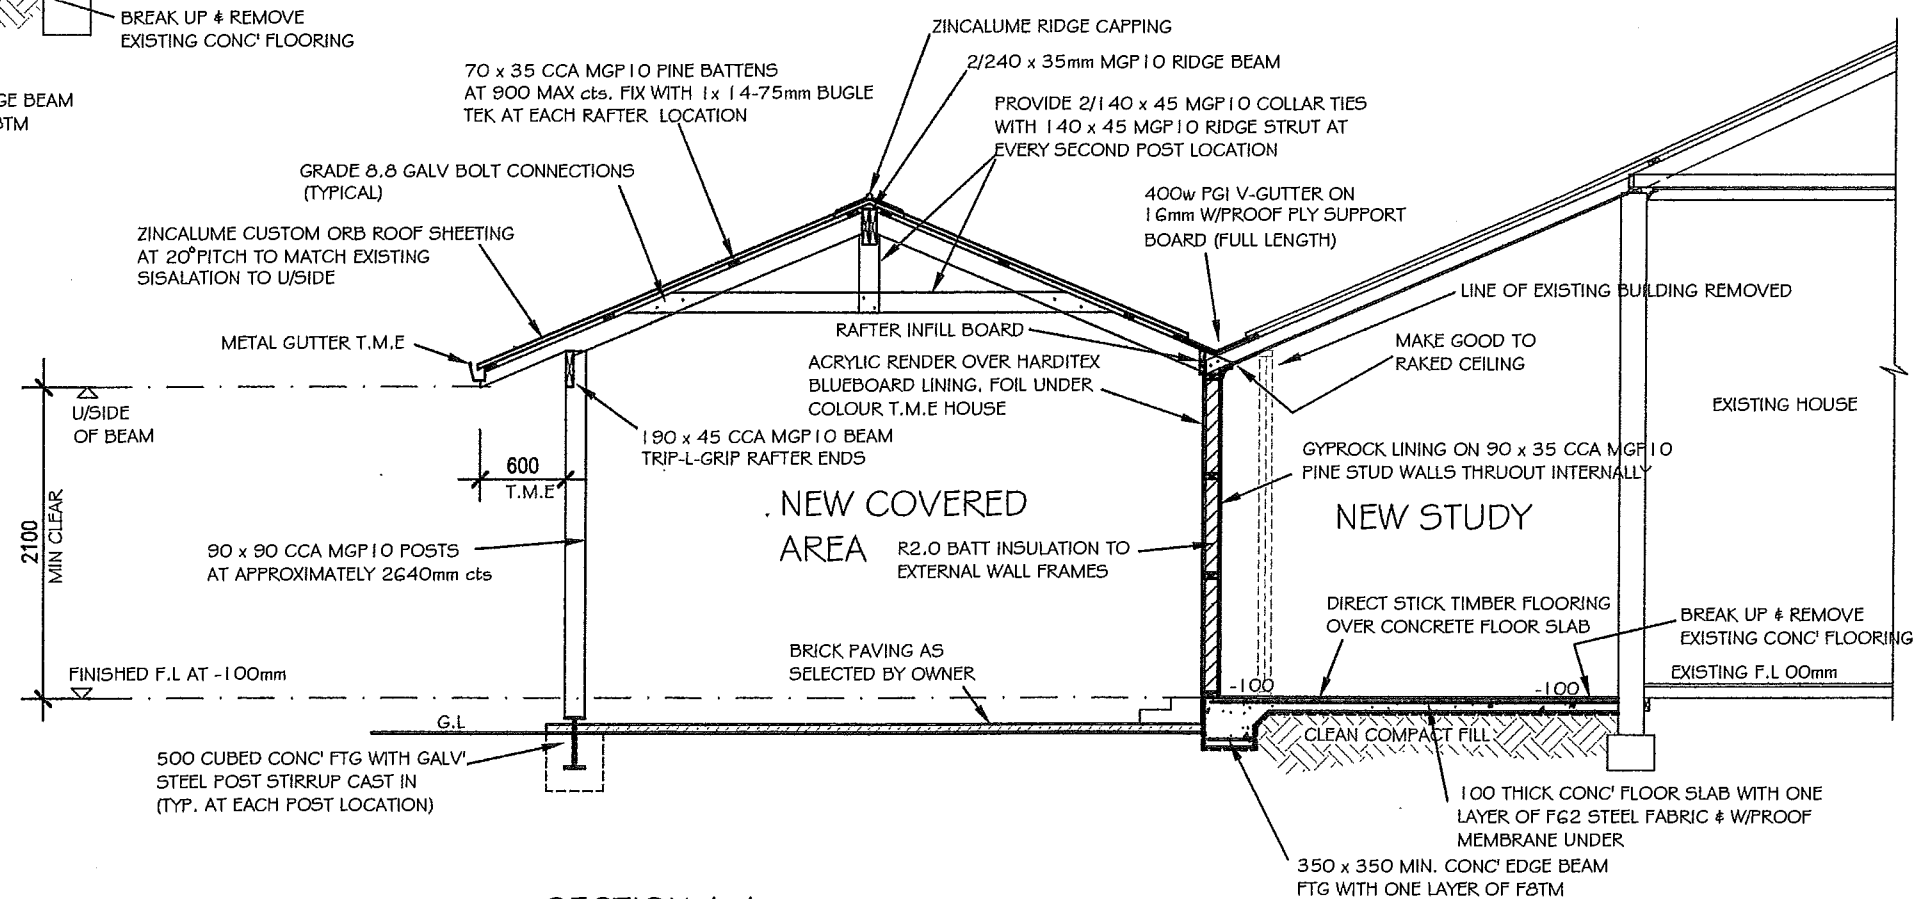 BREAK UP & REMOVE
EXISTING CONC' FLOORING
GE BEAM
8TM
ZINCALUME RIDGE CAPPING
70 x 35 CCA MGP10 PINE BATTENS
AT 900 MAX cts. FIX WITH 1x 14-75mm BUGLE
TEK AT EACH RAFTER LOCATION
2/240 x 35mm MGP10 RIDGE BEAM
PROVIDE 2/140 x 45 MGP10 COLLAR TIES
WITH 140 x 45 MGP10 RIDGE STRUT AT
EVERY SECOND POST LOCATION
GRADE 8.8 GALV BOLT CONNECTIONS
(TYPICAL)
400w PGI V-GUTTER ON
16mm W/PROOF PLY SUPPORT
BOARD (FULL LENGTH)
ZINCALUME CUSTOM ORB ROOF SHEETING
AT 20° PITCH TO MATCH EXISTING
SISALATION TO U/SIDE
LINE OF EXISTING BUILDING REMOVED
METAL GUTTER T.M.E
RAFTER INFILL BOARD
MAKE GOOD TO
RAKED CEILING
ACRYLIC RENDER OVER HARDITEX
BLUEBOARD LINING, FOIL UNDER
COLOUR T.M.E HOUSE
U/SIDE
OF BEAM
EXISTING HOUSE
190 x 45 CCA MGP10 BEAM
TRIP-L-GRIP RAFTER ENDS
GYPROCK LINING ON 90 x 35 CCA MGP10
PINE STUD WALLS THRUOUT INTERNALLY
600
T.M.E
2100
MIN CLEAR
NEW COVERED
AREA
NEW STUDY
90 x 90 CCA MGP10 POSTS
AT APPROXIMATELY 2640mm cts
R2.0 BATT INSULATION TO
EXTERNAL WALL FRAMES
DIRECT STICK TIMBER FLOORING
OVER CONCRETE FLOOR SLAB
BREAK UP & REMOVE
EXISTING CONC' FLOORING
BRICK PAVING AS
SELECTED BY OWNER
FINISHED F.L AT -100mm
EXISTING F.L 00mm
-100
-100
G.L
CLEAN COMPACT FILL
500 CUBED CONC' FTG WITH GALV'
STEEL POST STIRRUP CAST IN
(TYP. AT EACH POST LOCATION)
100 THICK CONC' FLOOR SLAB WITH ONE
LAYER OF F62 STEEL FABRIC & W/PROOF
MEMBRANE UNDER
350 x 350 MIN. CONC' EDGE BEAM
FTG WITH ONE LAYER OF F8TM